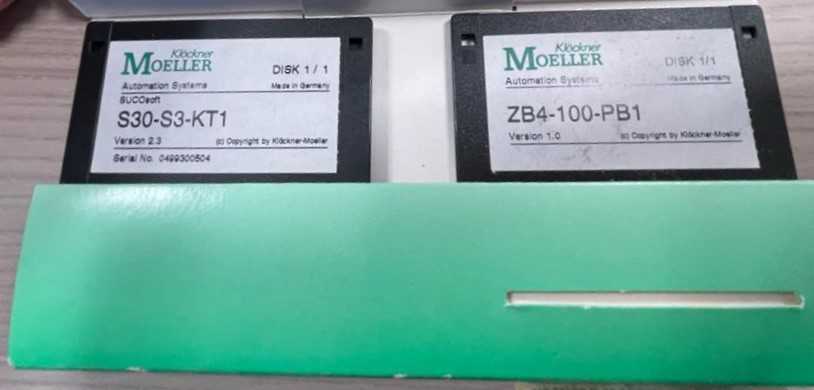 Klöckner
MOELLER
DISK 1 / 1
Automation Systems
Made in Germany
SUCOsoft
S30-S3-KT1
Version 2.3
(c) Copyright by Klöckner-Moeller
Serial No. 0499300504
Klöckner
MOELLER
DISK 1/1
Automation Systems
Made in Germany
ZB4-100-PB1
Version 1.0
(c) Copyright by Klöckner-Moeller